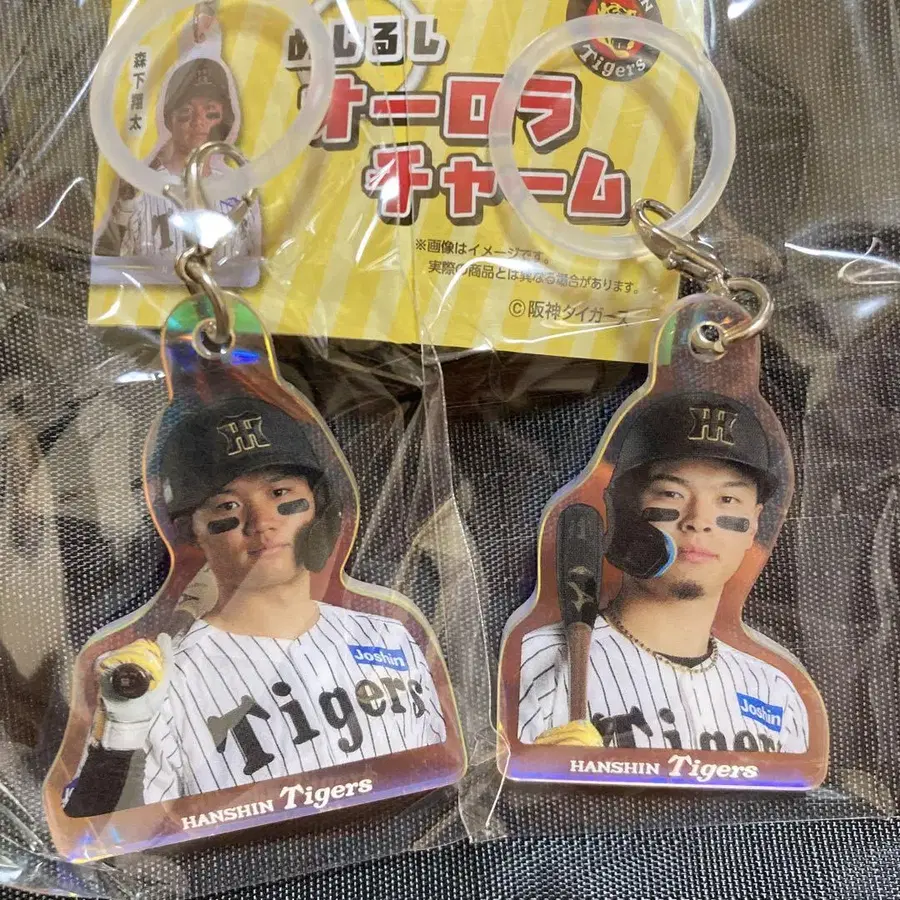 めじるし
オーロラ
チャーム
森下翔太
Tigers
※画像はイメージです。
実際の商品とは異なる場合があります。
©阪神タイガース
Joshin
Tigers
HANSHIN Tigers
Joshin
Tigers
HANSHIN Tigers